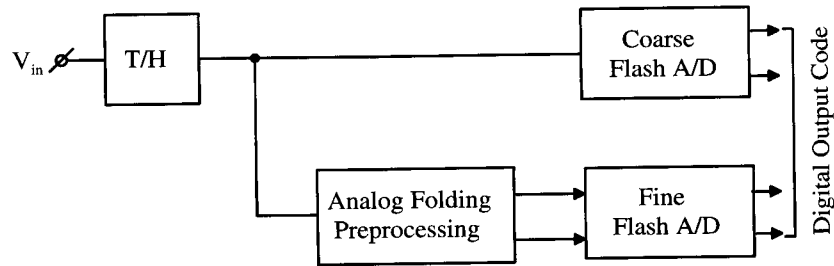 V_in
T/H
Coarse
Flash A/D
Analog Folding
Preprocessing
Fine
Flash A/D
Digital Output Code